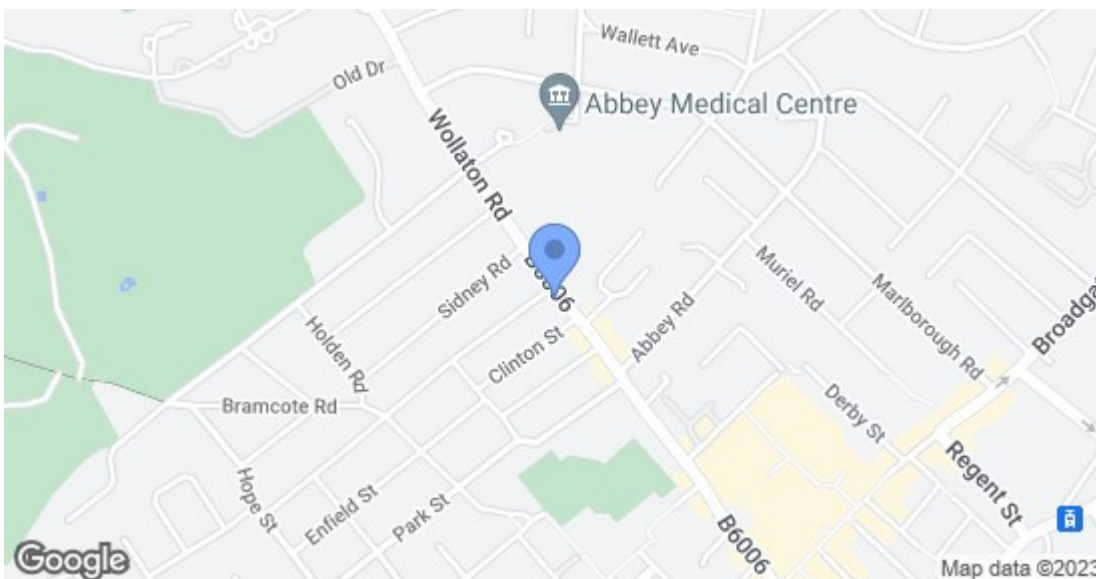 Wallett Ave
Old Dr
Abbey Medical Centre
Wollaton Rd
Sidney Rd
Muriel Rd
Marlborough Rd
Holden Rd
Clinton St
Abbey Rd
Bramcote Rd
Derby St
Regent St
Hope St
Enfield St
Park St
B6006
Google
Map data ©2023